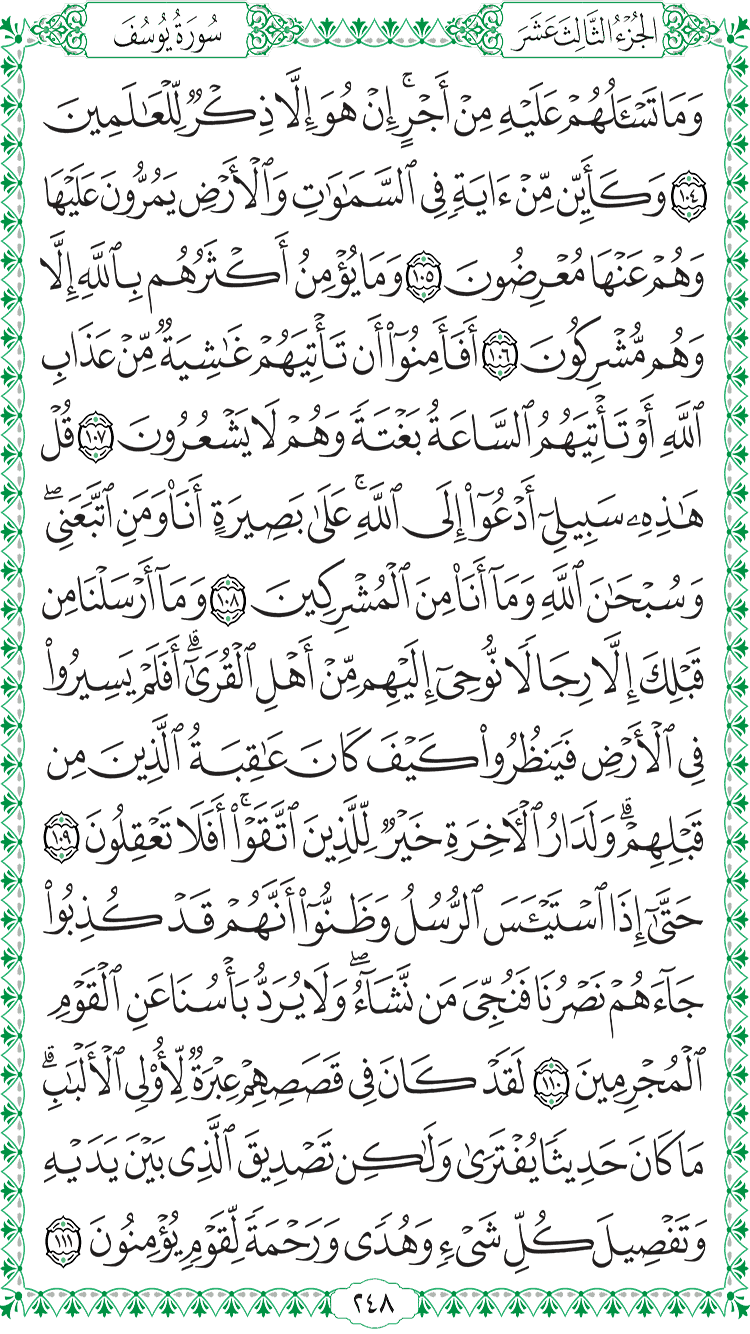 الجُزْءُ الثَّالِثَ عَشَرَ
سُورَةُ يُوسُفَ
وَمَا تَسْـَٔلُهُمْ عَلَيْهِ مِنْ أَجْرٍ ۚ إِنْ هُوَ إِلَّا ذِكْرٌ لِّلْعَـٰلَمِينَ
١٠٤ وَكَأَيِّن مِّنْ ءَايَةٍ فِى ٱلسَّمَـٰوَٰتِ وَٱلْأَرْضِ يَمُرُّونَ عَلَيْهَا
وَهُمْ عَنْهَا مُعْرِضُونَ ١٠٥ وَمَا يُؤْمِنُ أَكْثَرُهُم بِٱللَّهِ إِلَّا
وَهُم مُّشْرِكُونَ ١٠٦ أَفَأَمِنُوٓا۟ أَن تَأْتِيَهُمْ غَـٰشِيَةٌ مِّنْ عَذَابِ
ٱللَّهِ أَوْ تَأْتِيَهُمُ ٱلسَّاعَةُ بَغْتَةً وَهُمْ لَا يَشْعُرُونَ ١٠٧ قُلْ
هَـٰذِهِۦ سَبِيلِىٓ أَدْعُوٓا۟ إِلَى ٱللَّهِ ۚ عَلَىٰ بَصِيرَةٍ أَنَا۠ وَمَنِ ٱتَّبَعَنِى ۖ
وَسُبْحَـٰنَ ٱللَّهِ وَمَآ أَنَا۠ مِنَ ٱلْمُشْرِكِينَ ١٠٨ وَمَآ أَرْسَلْنَا مِن
قَبْلِكَ إِلَّا رِجَالًا نُّوحِىٓ إِلَيْهِم مِّنْ أَهْلِ ٱلْقُرَىٰٓ ۗ أَفَلَمْ يَسِيرُوا۟
فِى ٱلْأَرْضِ فَيَنظُرُوا۟ كَيْفَ كَانَ عَـٰقِبَةُ ٱلَّذِينَ مِن
قَبْلِهِمْ ۗ وَلَدَارُ ٱلْـَٔاخِرَةِ خَيْرٌ لِّلَّذِينَ ٱتَّقَوْا۟ ۚ أَفَلَا تَعْقِلُونَ ١٠٩
حَتَّىٰٓ إِذَا ٱسْتَيْـَٔسَ ٱلرُّسُلُ وَظَنُّوٓا۟ أَنَّهُمْ قَدْ كُذِبُوا۟
جَآءَهُمْ نَصْرُنَا فَنُجِّىَ مَن نَّشَآءُ ۖ وَلَا يُرَدُّ بَأْسُنَا عَنِ ٱلْقَوْمِ
ٱلْمُجْرِمِينَ ١١٠ لَقَدْ كَانَ فِى قَصَصِهِمْ عِبْرَةٌ لِّأُو۟لِى ٱلْأَلْبَـٰبِ ۗ
مَا كَانَ حَدِيثًا يُفْتَرَىٰ وَلَـٰكِن تَصْدِيقَ ٱلَّذِى بَيْنَ يَدَيْهِ
وَتَفْصِيلَ كُلِّ شَىْءٍ وَهُدًى وَرَحْمَةً لِّقَوْمٍ يُؤْمِنُونَ ١١١
٢٤٨